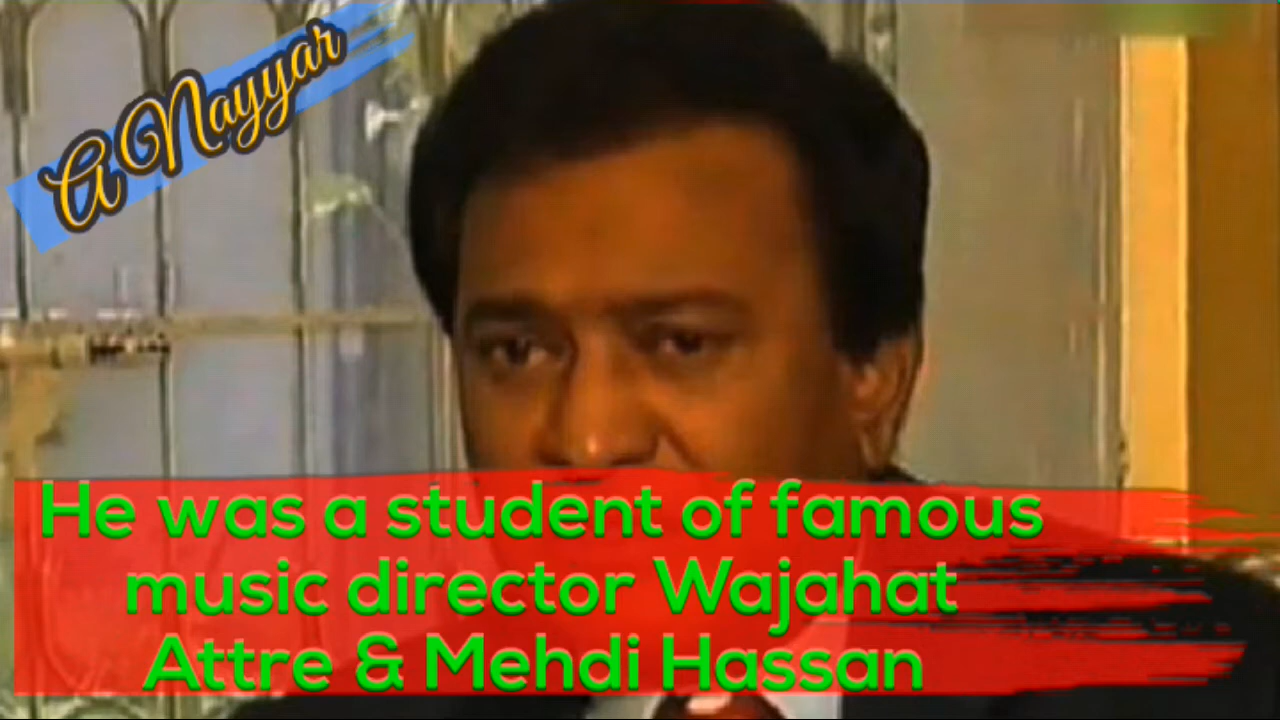 A Nayyar
He was a student of famous
music director Wajahat
Attre & Mehdi Hassan